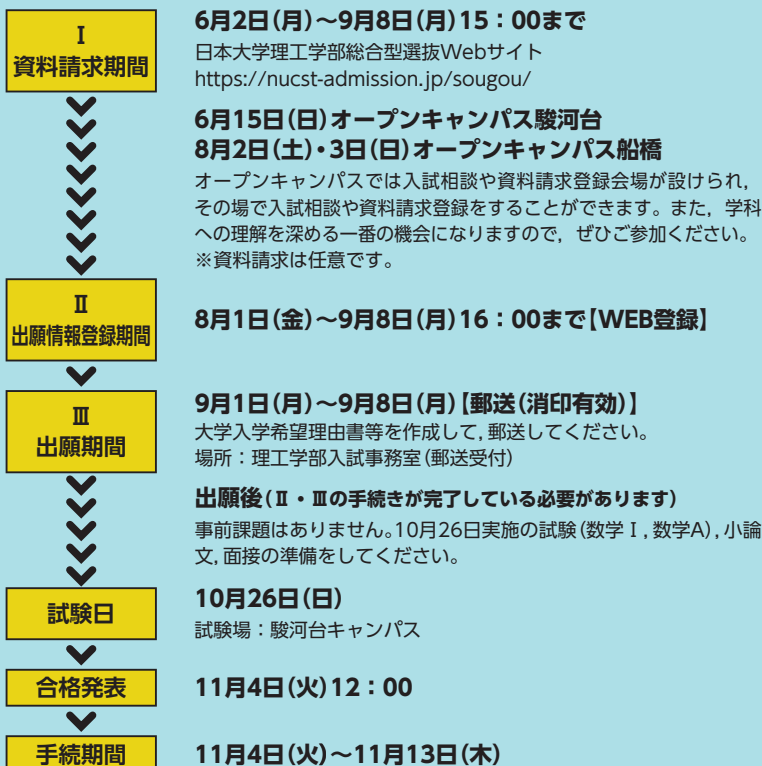 Ⅰ
資料請求期間
6月2日(月)～9月8日(月)15：00まで
日本大学理工学部総合型選抜Webサイト
https://nucst-admission.jp/sougou/
6月15日(日)オープンキャンパス駿河台
8月2日(土)・3日(日)オープンキャンパス船橋
オープンキャンパスでは入試相談や資料請求登録会場が設けられ，
その場で入試相談や資料請求登録をすることができます。また，学科
への理解を深める一番の機会になりますので，ぜひご参加ください。
※資料請求は任意です。
Ⅱ
出願情報登録期間
8月1日(金)～9月8日(月)16：00まで【WEB登録】
Ⅲ
出願期間
9月1日(月)～9月8日(月)【郵送(消印有効)】
大学入学希望理由書等を作成して，郵送してください。
場所：理工学部入試事務室(郵送受付)
出願後(Ⅱ・Ⅲの手続きが完了している必要があります)
事前課題はありません。10月26日実施の試験(数学Ⅰ，数学A)，小論
文，面接の準備をしてください。
試験日
10月26日(日)
試験場：駿河台キャンパス
合格発表
11月4日(火)12：00
手続期間
11月4日(火)～11月13日(木)